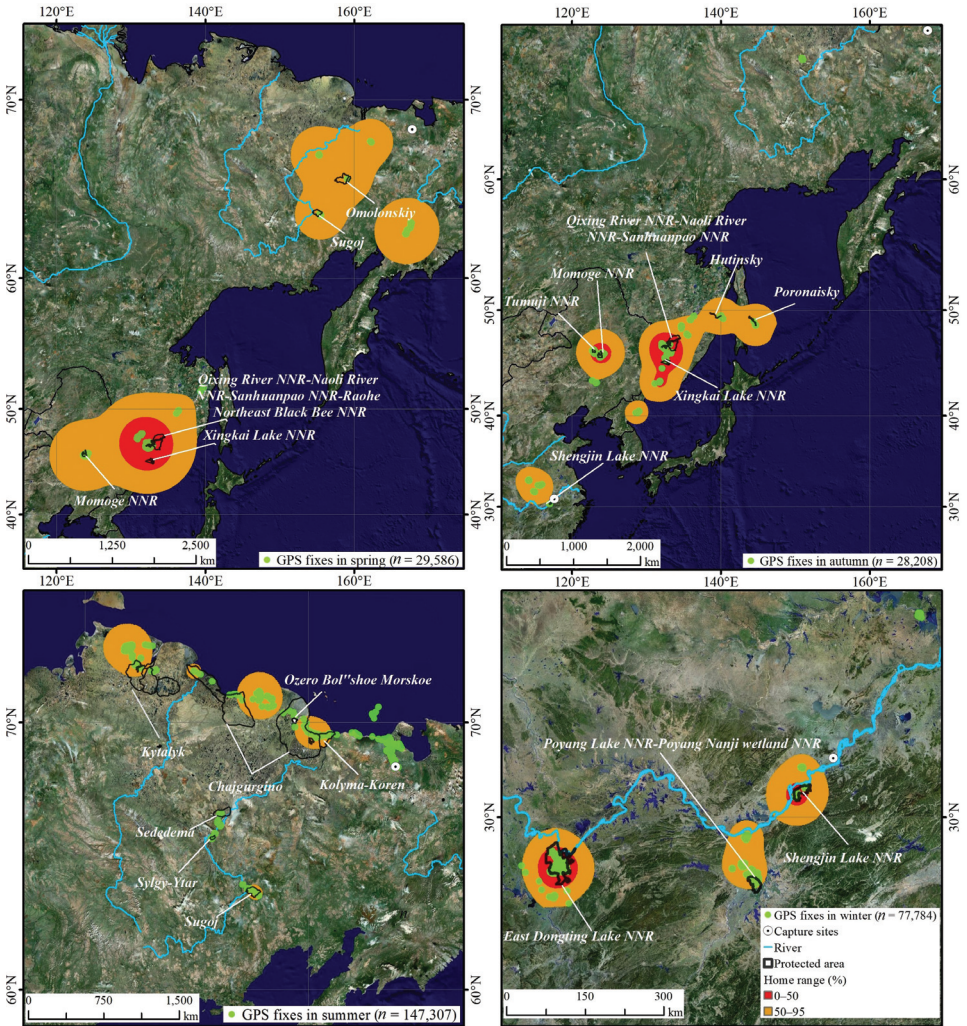 120°E 140°E 160°E
70°N
Omolonskiy
Sugoj
60°N
Qixing River NNR-Naoli River
NNR-Sanhuanpao NNR-Raohe
Northeast Black Bee NNR
50°N
Xingkai Lake NNR
Momoge NNR
40°N
0 1,250 2,500
km
GPS fixes in spring (n = 29,586)
120°E 140°E 160°E
120°E 140°E 160°E
60°N
Qixing River NNR-Naoli River
NNR-Sanhuanpao NNR
Hutinsky
Momoge NNR
Tumuji NNR
Poronaisky
50°N
Xingkai Lake NNR
40°N
Shengjin Lake NNR
30°N
0 1,000 2,000
km
GPS fixes in autumn (n = 28,208)
120°E 140°E 160°E
Ozero Bol"shoe Morskoe
70°N
Kytalyk
Chajgurgino
Kolyma-Koren
Sededema
Sylgy-Ytar
Sugoj
60°N
0 750 1,500
km
GPS fixes in summer (n = 147,307)
Poyang Lake NNR-Poyang Nanji wetland NNR
30°N
Shengjin Lake NNR
East Dongting Lake NNR
GPS fixes in winter (n = 77,784)
Capture sites
River
Protected area
Home range (%)
0–50
50–95
0 150 300
km